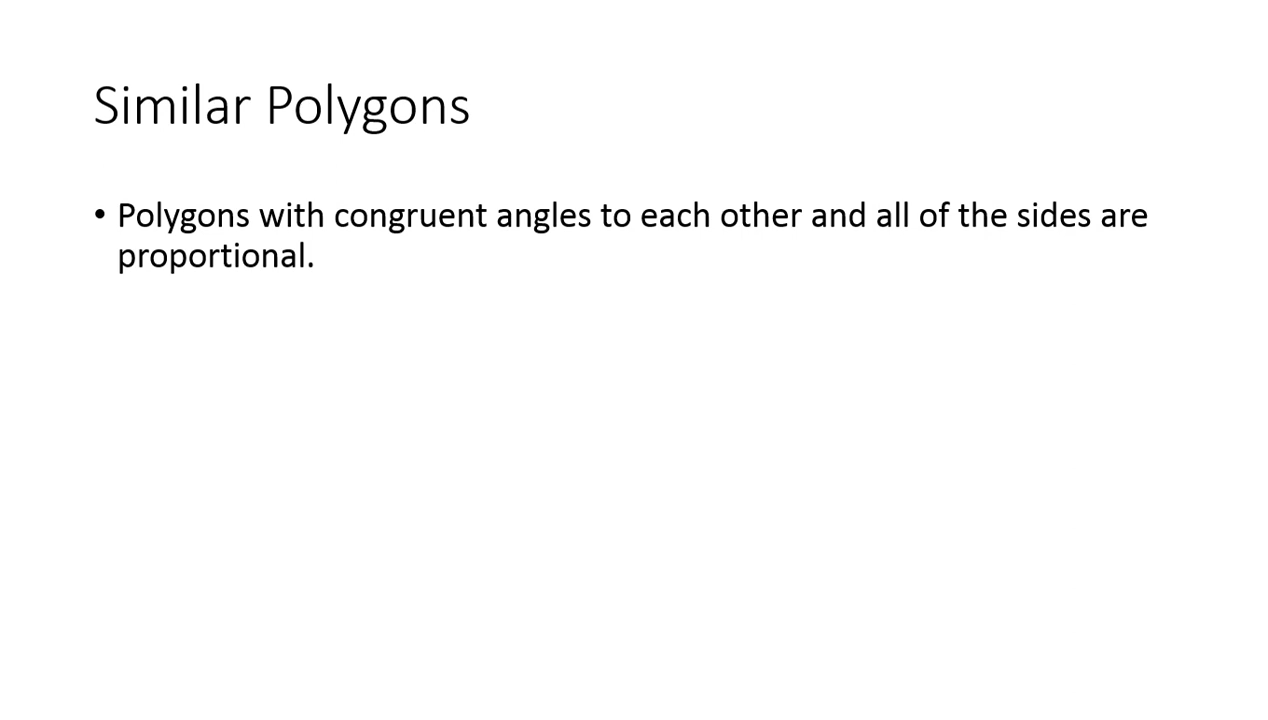 Similar Polygons
• Polygons with congruent angles to each other and all of the sides are
proportional.